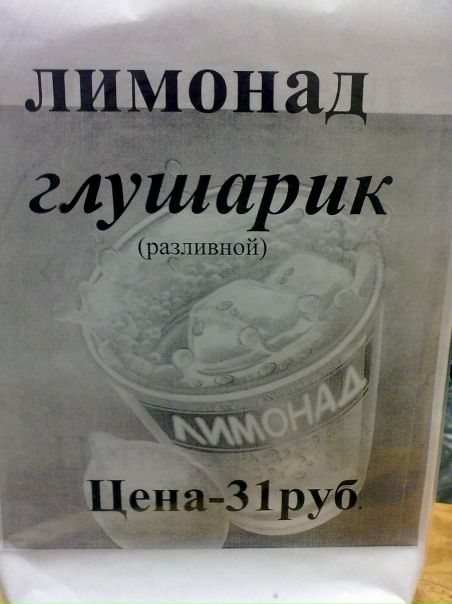 лимонад
глушарик
(разливной)
ЛИМОНАД
Цена-31руб.